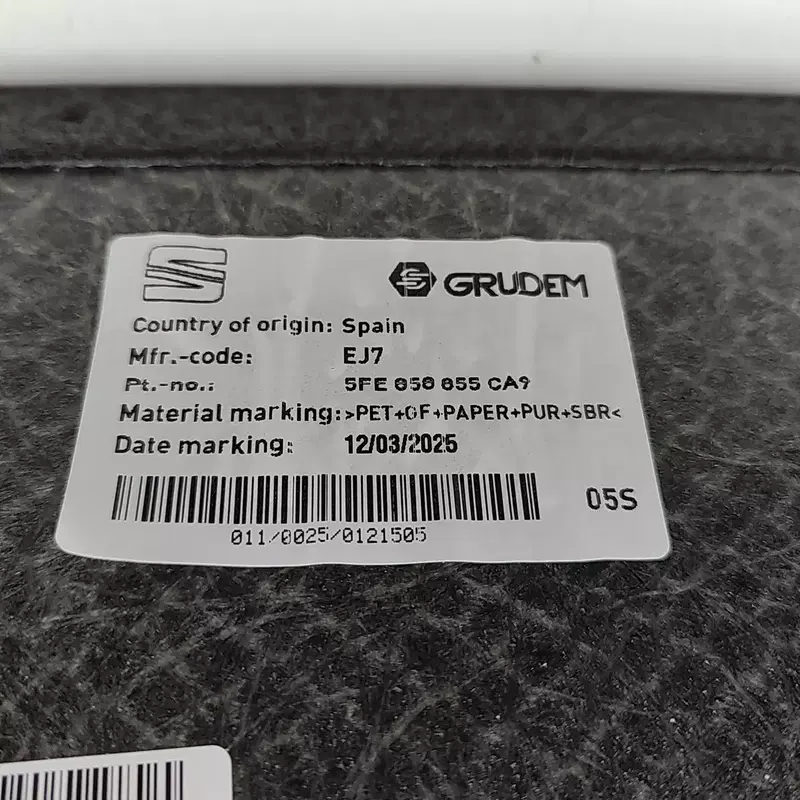 GRUDEM
Country of origin: Spain
Mfr.-code: EJ7
Pt.-no.: 5FE 858 855 CA9
Material marking: >PET+GF+PAPER+PUR+SBR<
Date marking: 12/03/2025
05S
011/0025/0121505